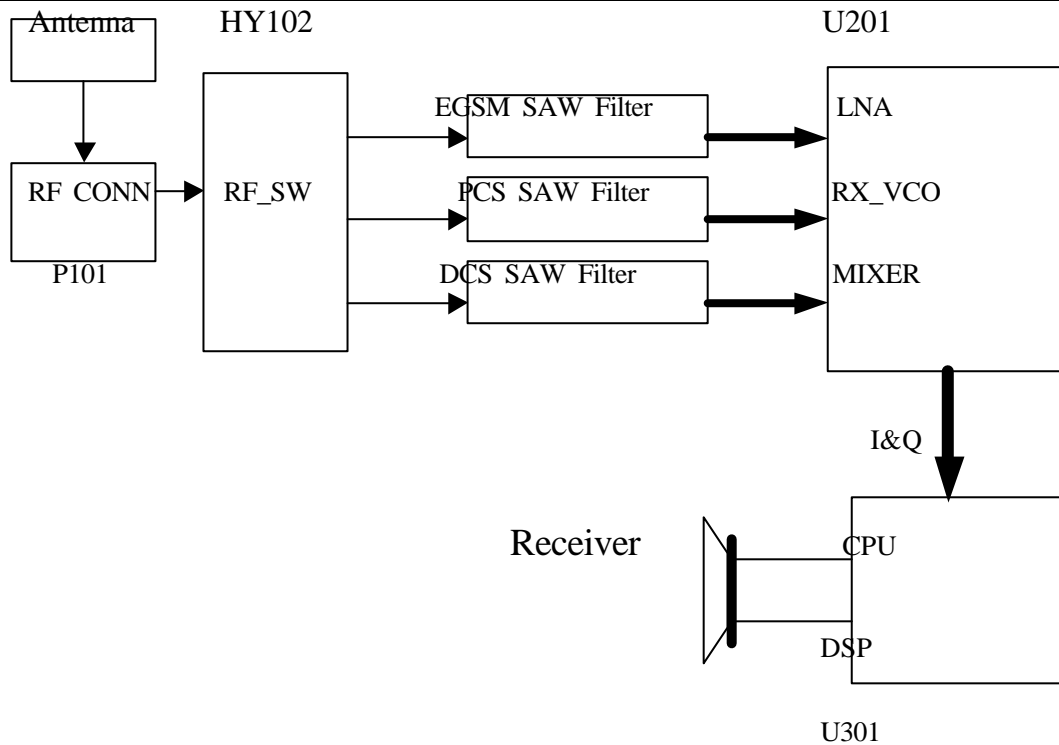 Antenna HY102 U201
EGSM SAW Filter LNA
RF CONN RF_SW PCS SAW Filter RX_VCO
P101 DCS SAW Filter MIXER
I&Q
Receiver CPU
DSP
U301